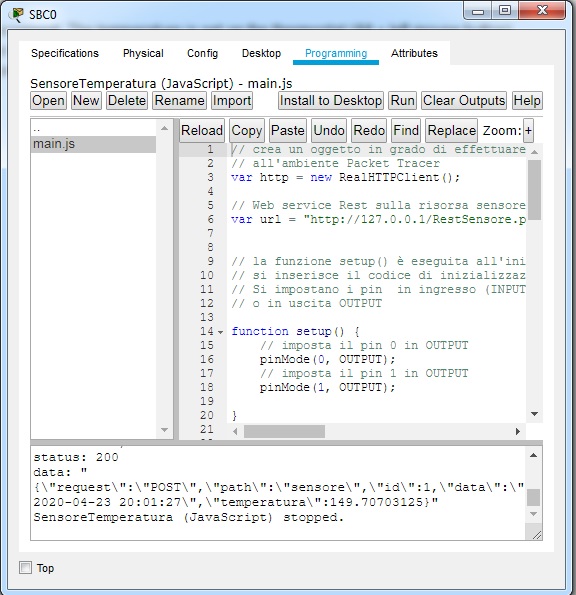 SBC0
Specifications Physical Config Desktop Programming Attributes
SensoreTemperatura (JavaScript) - main.js
Open New Delete Rename Import Install to Desktop Run Clear Outputs Help
..
main.js
Reload Copy Paste Undo Redo Find Replace Zoom: +
1 // crea un oggetto in grado di effettuare
2 // all'ambiente Packet Tracer
3 var http = new RealHTTPClient();
4
5 // Web service Rest sulla risorsa sensore
6 var url = "http://127.0.0.1/RestSensore.p
7
8
9 // la funzione setup() è eseguita all'ini
10 // si inserisce il codice di inizializzaz
11 // Si impostano i pin  in ingresso (INPUT
12 // o in uscita OUTPUT
13
14 function setup() {
15 // imposta il pin 0 in OUTPUT
16 pinMode(0, OUTPUT);
17 // imposta il pin 1 in OUTPUT
18 pinMode(1, OUTPUT);
19
20 }
21
status: 200
data: "
{\"request\":\"POST\",\"path\":\"sensore\",\"id\":1,\"data\":\"
2020-04-23 20:01:27\",\"temperatura\":149.70703125}"
SensoreTemperatura (JavaScript) stopped.
Top